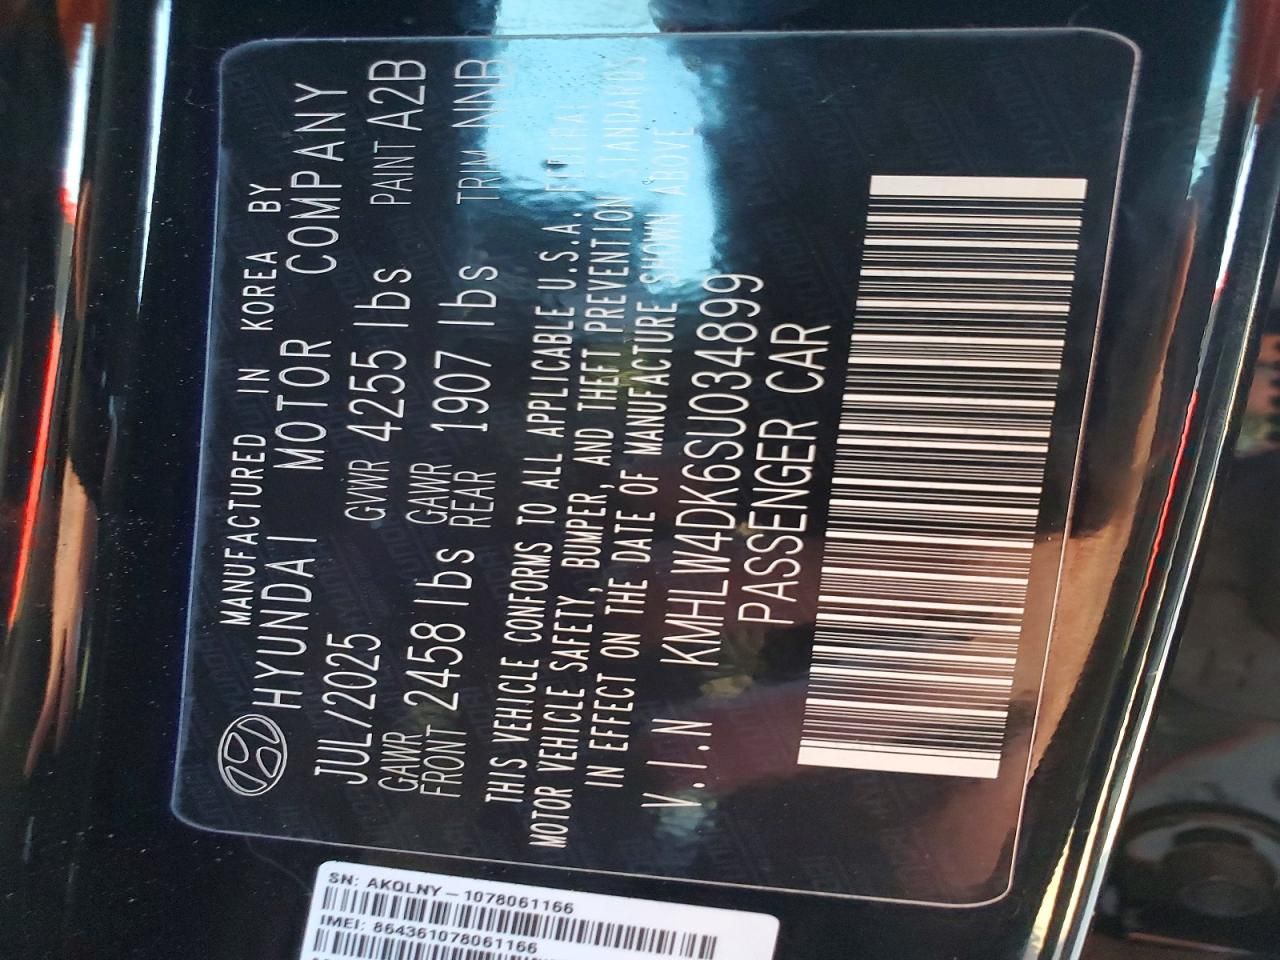 MANUFACTURED IN KOREA BY
HYUNDAI MOTOR COMPANY
JUL/2025 GVWR 4255 lbs PAINT A2B
GAWR FRONT 2458 lbs GAWR REAR 1907 lbs TRIM NNB
THIS VEHICLE CONFORMS TO ALL APPLICABLE U.S.A. FEDERAL
MOTOR VEHICLE SAFETY, BUMPER, AND THEFT PREVENTION STANDARDS
IN EFFECT ON THE DATE OF MANUFACTURE SHOWN ABOVE
V.I.N KMHLW4DK6SU034899
PASSENGER CAR
SN: AKQLNY-1078061166
IMEI: 864361078061166